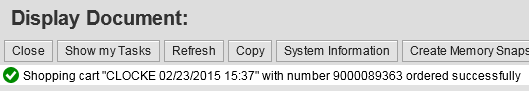 Display Document:
Close Show my Tasks Refresh Copy System Information Create Memory Snaps
Shopping cart "CLOCKE 02/23/2015 15:37" with number 9000089363 ordered successfully